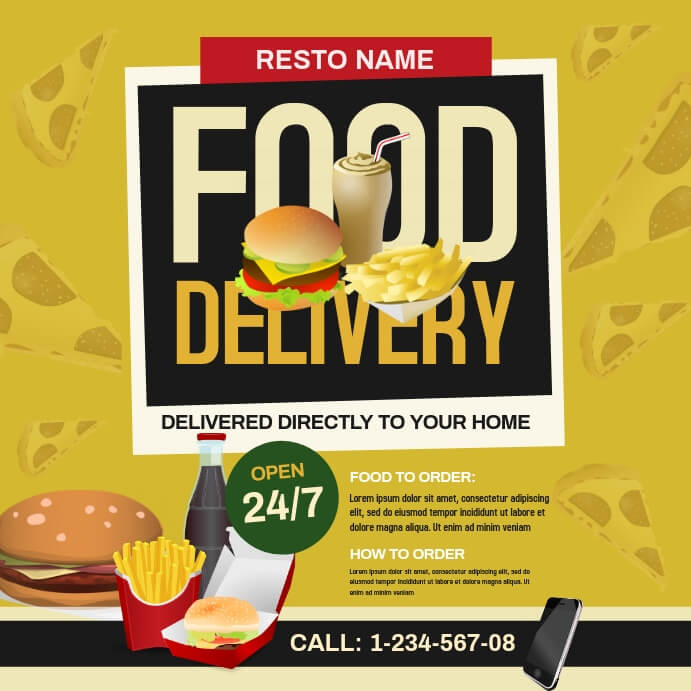 RESTO NAME
FOOD
DELIVERY
DELIVERED DIRECTLY TO YOUR HOME
OPEN
24/7
FOOD TO ORDER:
Lorem ipsum dolor sit amet, consectetur adipiscing
elit, sed do eiusmod tempor incididunt ut labore et
dolore magna aliqua. Ut enim ad minim veniam
HOW TO ORDER
Lorem ipsum dolor sit amet, consectetur adipiscing elit, sed do
eiusmod tempor incididunt ut labore et dolore magna aliqua. Ut
enim ad minim veniam
CALL: 1-234-567-08